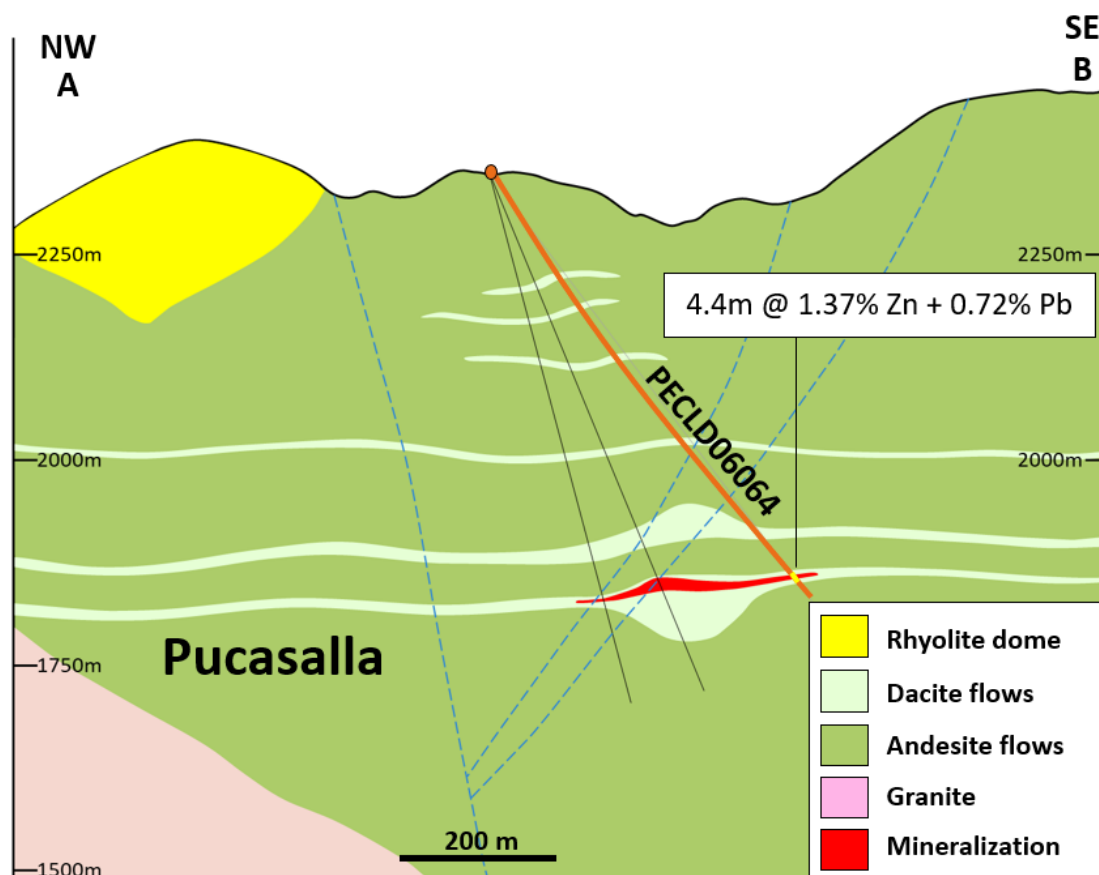 NW
A
SE
B
2250m
2250m
4.4m @ 1.37% Zn + 0.72% Pb
PECLD06064
2000m
2000m
Pucasalla
1750m
Rhyolite dome
Dacite flows
Andesite flows
Granite
Mineralization
200 m
1500m